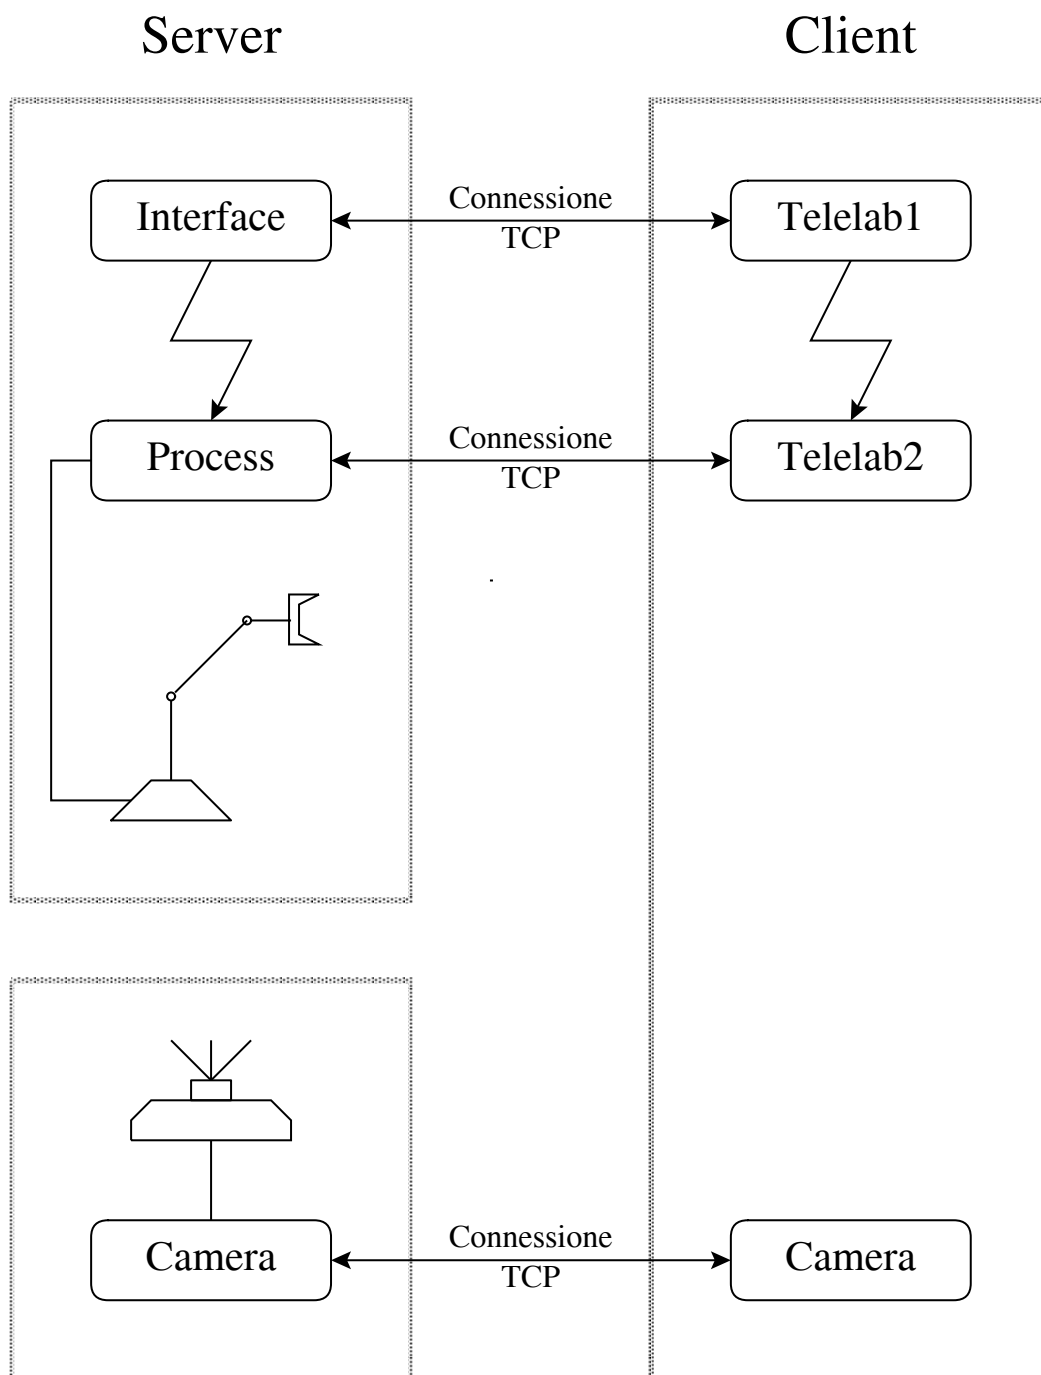 Server
Client
Interface
Connessione
TCP
Telelab1
Process
Connessione
TCP
Telelab2
Camera
Connessione
TCP
Camera